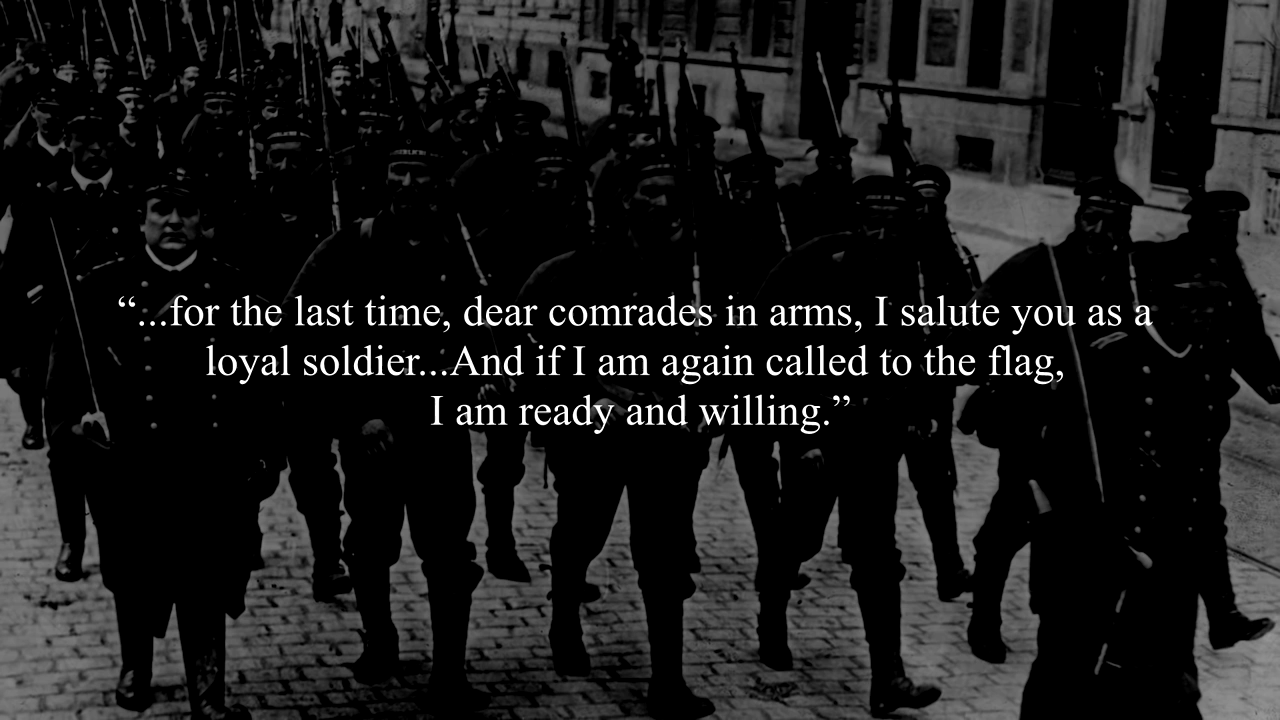 “...for the last time, dear comrades in arms, I salute you as a
loyal soldier...And if I am again called to the flag,
I am ready and willing.”